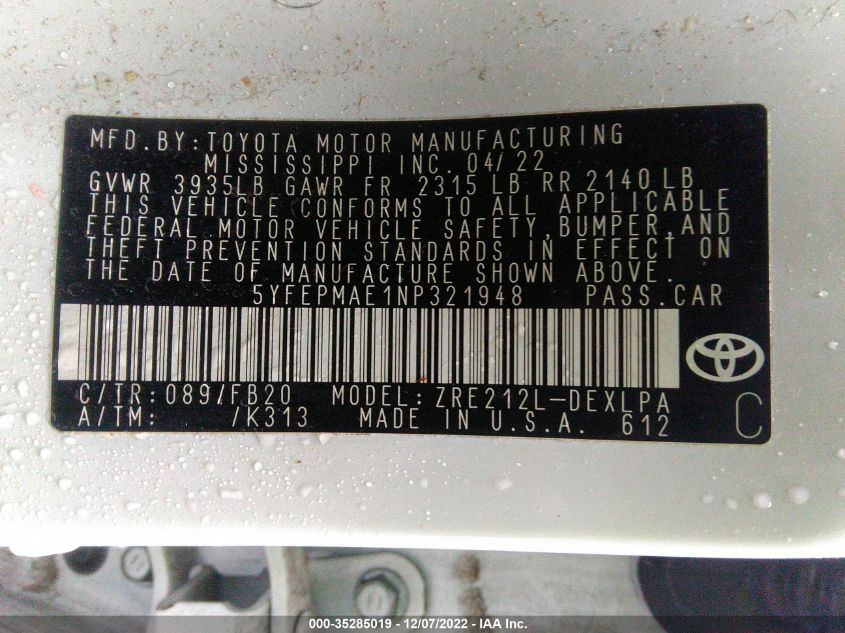 MFD. BY: TOYOTA MOTOR MANUFACTURING
MISSISSIPPI INC. 04/22
GVWR 3935LB GAWR FR 2315 LB RR 2140 LB
THIS VEHICLE CONFORMS TO ALL APPLICABLE
FEDERAL MOTOR VEHICLE SAFETY, BUMPER, AND
THEFT PREVENTION STANDARDS IN EFFECT ON
THE DATE OF MANUFACTURE SHOWN ABOVE.
5YFEPMAE1NP321948 PASS. CAR
C/TR: 089/FB20 MODEL: ZRE212L-DEXLPA
A/TM: /K313 MADE IN U.S.A. 612 C
000-35285019 - 12/07/2022 - IAA Inc.